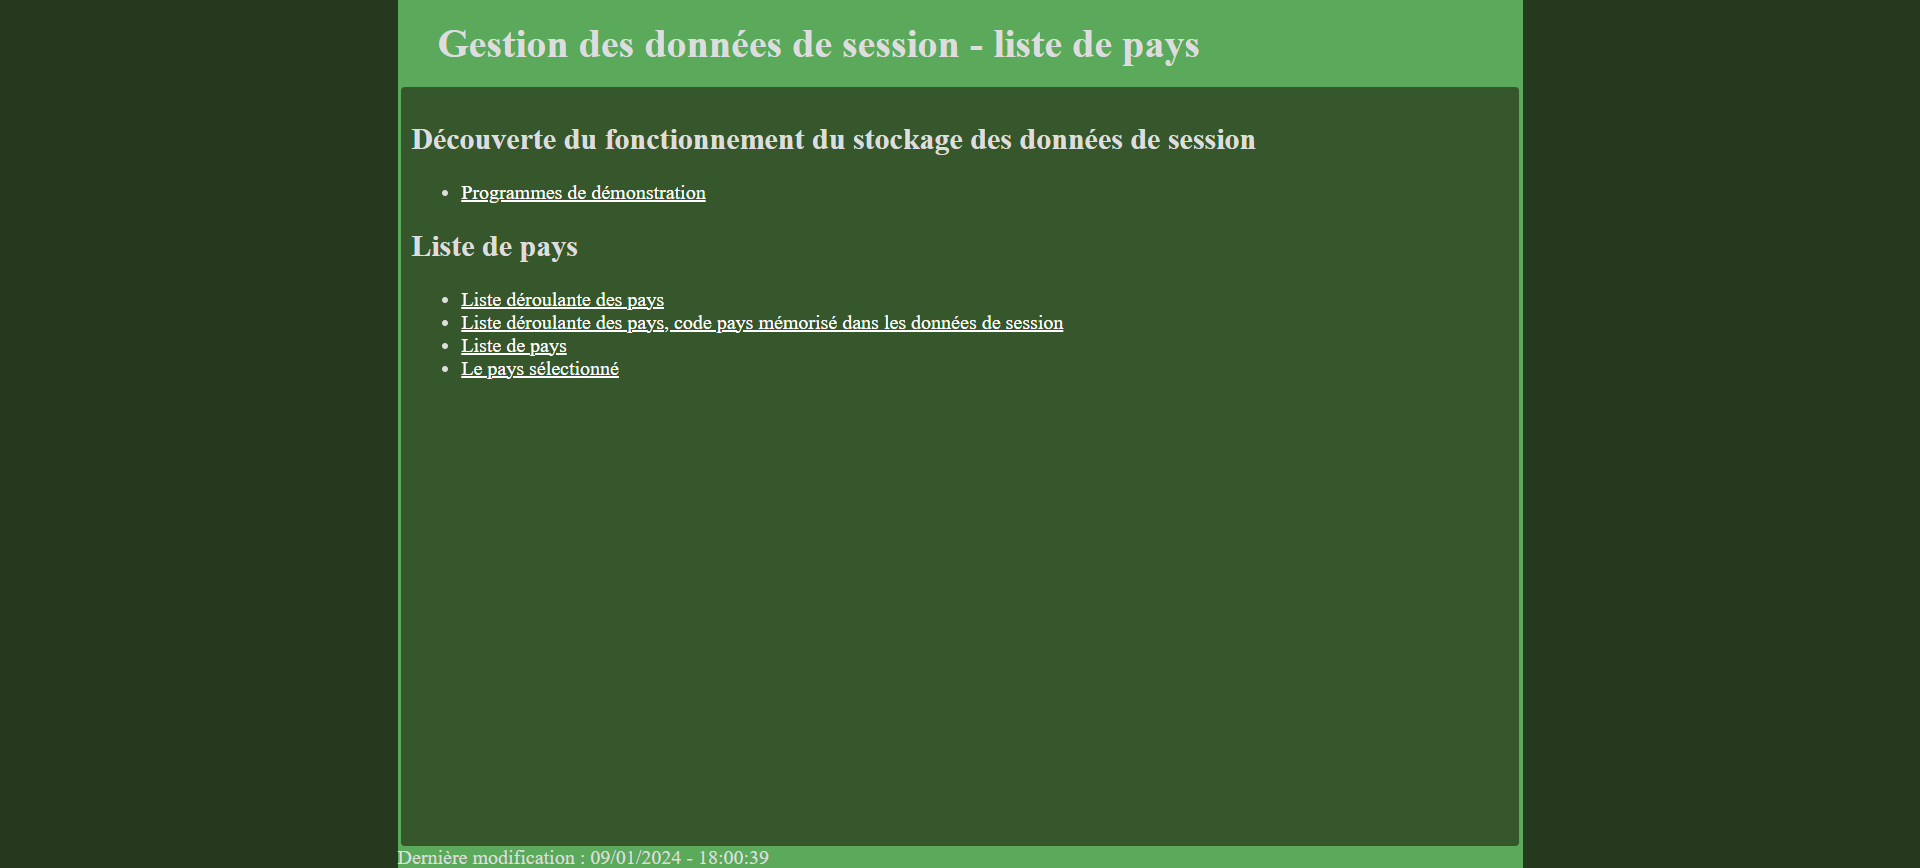 Gestion des données de session - liste de pays
Découverte du fonctionnement du stockage des données de session
Programmes de démonstration
Liste de pays
Liste déroulante des pays
Liste déroulante des pays, code pays mémorisé dans les données de session
Liste de pays
Le pays sélectionné
Dernière modification : 09/01/2024 - 18:00:39